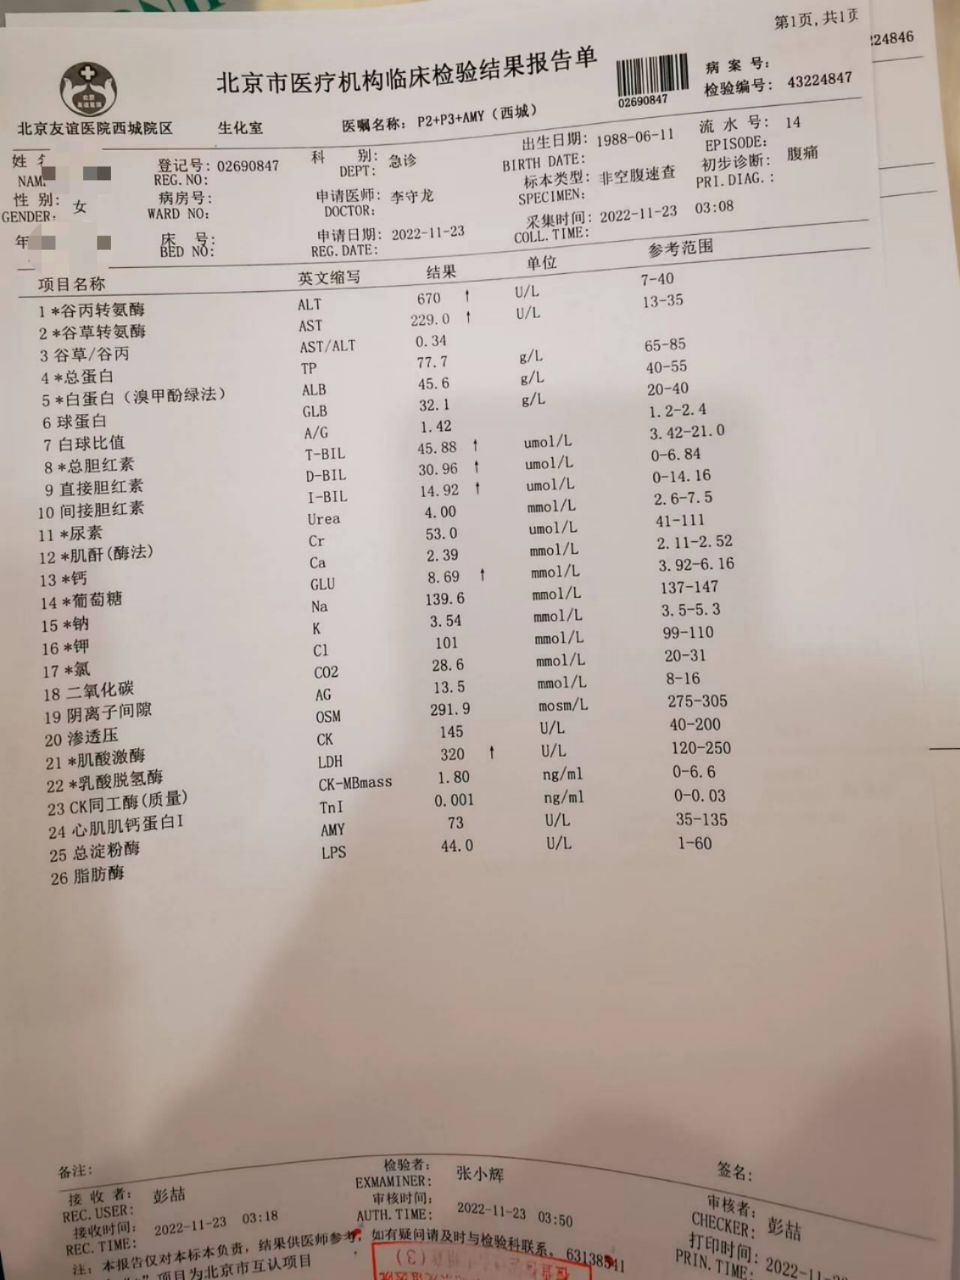 第1页,共1页
224846
北京市医疗机构临床检验结果报告单
02690847
病案号:
检验编号: 43224847
北京友谊医院西城院区 生化室 医嘱名称: P2+P3+AMY（西城）
姓名 登记号: 02690847 科 别: 急诊 出生日期: 1988-06-11 流水号: 14
NAME REG.NO: DEPT: BIRTH DATE: EPISODE:
性别: 女 病房号: 申请医师: 李守龙 标本类型: 非空腹速查 初步诊断: 腹痛
GENDER: WARD NO: DOCTOR: SPECIMEN: PRI.DIAG.:
年 床 号: 申请日期: 2022-11-23 采集时间: 2022-11-23 03:08
BED NO: REG.DATE: COLL.TIME:
项目名称 英文缩写 结果 单位 参考范围
1 *谷丙转氨酶 ALT 670 ↑ U/L 7-40
2 *谷草转氨酶 AST 229.0 ↑ U/L 13-35
3 谷草/谷丙 AST/ALT 0.34
4 *总蛋白 TP 77.7 g/L 65-85
5 *白蛋白（溴甲酚绿法） ALB 45.6 g/L 40-55
6 球蛋白 GLB 32.1 g/L 20-40
7 白球比值 A/G 1.42 1.2-2.4
8 *总胆红素 T-BIL 45.88 ↑ umol/L 3.42-21.0
9 直接胆红素 D-BIL 30.96 ↑ umol/L 0-6.84
10 间接胆红素 I-BIL 14.92 ↑ umol/L 0-14.16
11 *尿素 Urea 4.00 mmol/L 2.6-7.5
12 *肌酐(酶法) Cr 53.0 umol/L 41-111
13 *钙 Ca 2.39 mmol/L 2.11-2.52
14 *葡萄糖 GLU 8.69 ↑ mmol/L 3.92-6.16
15 *钠 Na 139.6 mmol/L 137-147
16 *钾 K 3.54 mmol/L 3.5-5.3
17 *氯 Cl 101 mmol/L 99-110
18 二氧化碳 CO2 28.6 mmol/L 20-31
19 阴离子间隙 AG 13.5 mmol/L 8-16
20 渗透压 OSM 291.9 mosm/L 275-305
21 *肌酸激酶 CK 145 U/L 40-200
22 *乳酸脱氢酶 LDH 320 ↑ U/L 120-250
23 CK同工酶(质量) CK-MBmass 1.80 ng/ml 0-6.6
24 心肌肌钙蛋白I TnI 0.001 ng/ml 0-0.03
25 总淀粉酶 AMY 73 U/L 35-135
26 脂肪酶 LPS 44.0 U/L 1-60
备注:
接收者: 彭喆 检验者: 张小辉 签名:
REC.USER: EXMAMINER: 审核者: 彭喆
CHECKER:
接收时间: 2022-11-23 03:18 审核时间: 2022-11-23 03:50 打印时间: 2022-11-
REC.TIME: AUTH.TIME: PRIN.TIME:
注: 本报告仅对本标本负责, 结果供医师参考, 如有疑问请及时与检验科联系,
项目为北京市互认项目
(3)